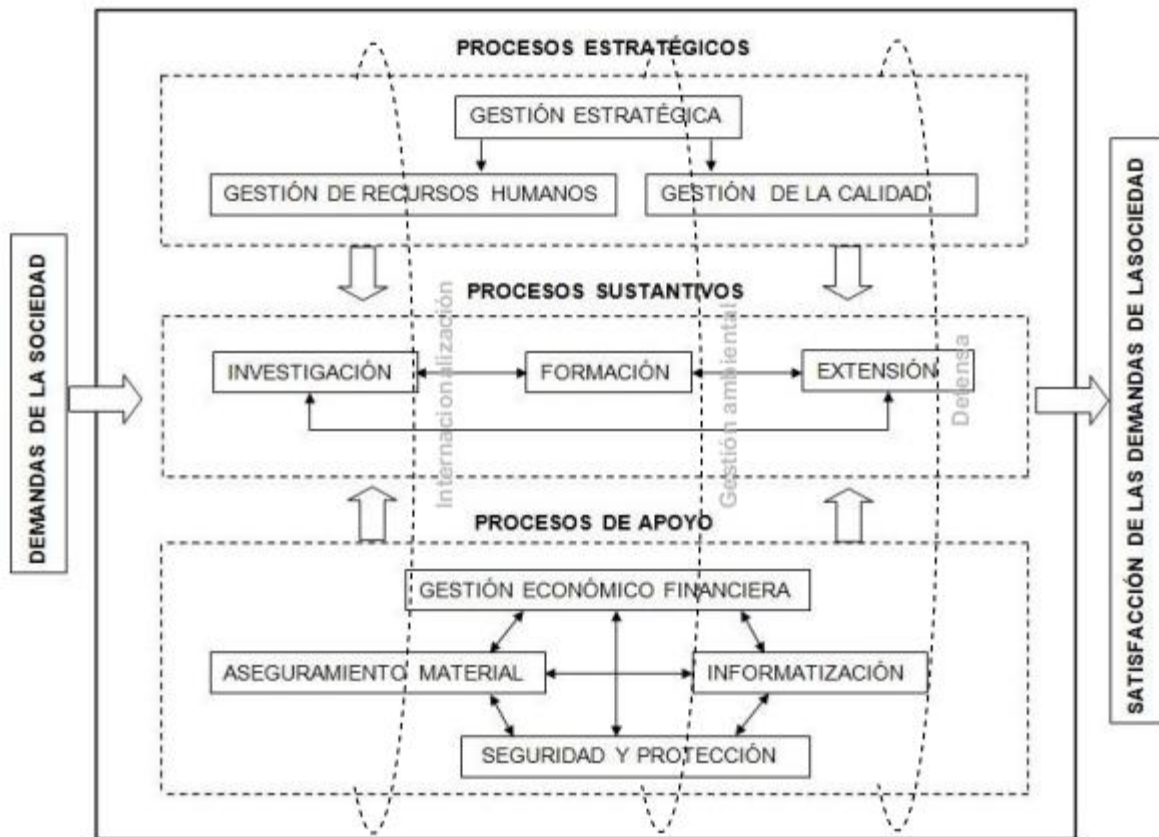 DEMANDAS DE LA SOCIEDAD
PROCESOS ESTRATÉGICOS
GESTIÓN ESTRATÉGICA
GESTIÓN DE RECURSOS HUMANOS
GESTIÓN DE LA CALIDAD
PROCESOS SUSTANTIVOS
INVESTIGACIÓN
FORMACIÓN
EXTENSIÓN
Internacionalización
Gestión ambiental
Defensa
PROCESOS DE APOYO
GESTIÓN ECONÓMICO FINANCIERA
ASEGURAMIENTO MATERIAL
INFORMATIZACIÓN
SEGURIDAD Y PROTECCIÓN
SATISFACCIÓN DE LAS DEMANDAS DE LASOCIEDAD